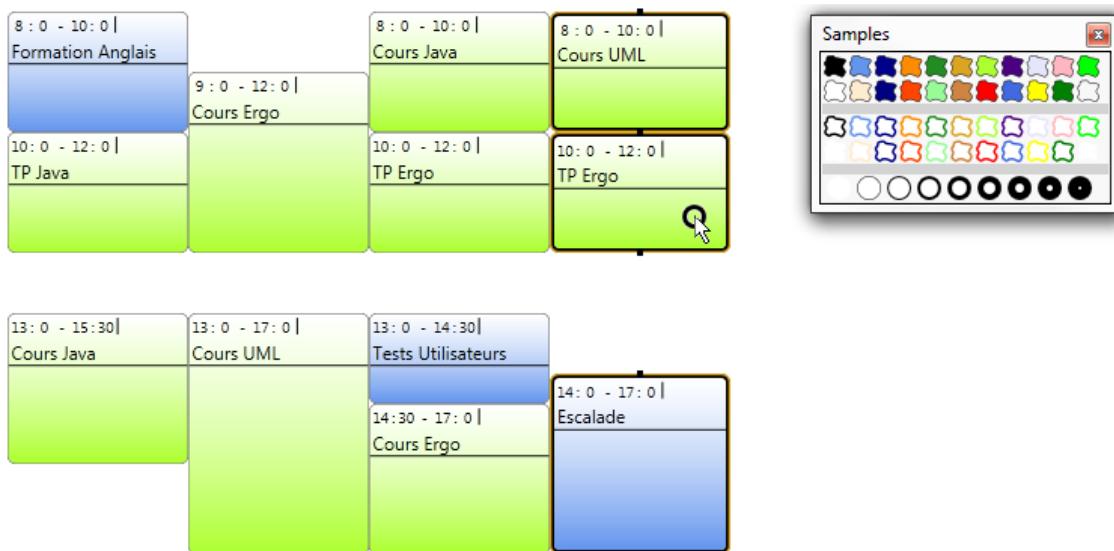 8: 0 - 10: 0
Formation Anglais
10: 0 - 12: 0
TP Java
9: 0 - 12: 0
Cours Ergo
8: 0 - 10: 0
Cours Java
10: 0 - 12: 0
TP Ergo
8: 0 - 10: 0
Cours UML
10: 0 - 12: 0
TP Ergo
Samples
13: 0 - 15:30
Cours Java
13: 0 - 17: 0
Cours UML
13: 0 - 14:30
Tests Utilisateurs
14:30 - 17: 0
Cours Ergo
14: 0 - 17: 0
Escalade